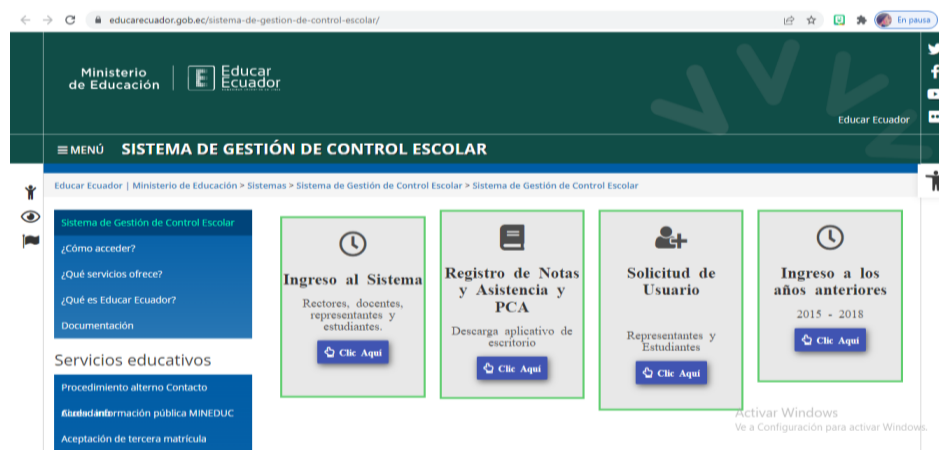 educarecuador.gob.ec/sistema-de-gestion-de-control-escolar/
En pausa
Ministerio
de Educación
E
Educar
Ecuador
Educar Ecuador
MENÚ SISTEMA DE GESTIÓN DE CONTROL ESCOLAR
Educar Ecuador | Ministerio de Educación > Sistemas > Sistema de Gestión de Control Escolar > Sistema de Gestión de Control Escolar
Sistema de Gestión de Control Escolar
¿Cómo acceder?
¿Qué servicios ofrece?
¿Qué es Educar Ecuador?
Documentación
Servicios educativos
Procedimiento alterno Contacto
información pública MINEDUC
Aceptación de tercera matrícula
Ingreso al Sistema
Rectores, docentes,
representantes y
estudiantes.
Clic Aquí
Registro de Notas
y Asistencia y
PCA
Descarga aplicativo de
escritorio
Clic Aquí
Solicitud de
Usuario
Representantes y
Estudiantes
Clic Aquí
Ingreso a los
años anteriores
2015 - 2018
Clic Aquí
Activar Windows
Ve a Configuración para activar Windows.